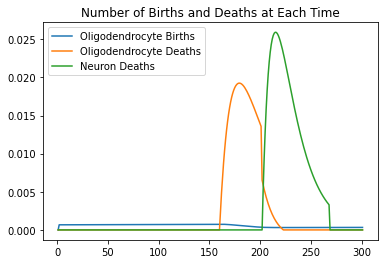 Number of Births and Deaths at Each Time
Oligodendrocyte Births
Oligodendrocyte Deaths
Neuron Deaths
0.025
0.020
0.015
0.010
0.005
0.000
0 50 100 150 200 250 300